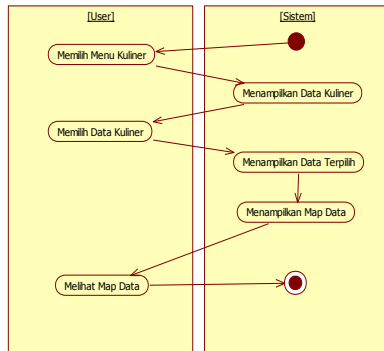 [User]
[Sistem]
Memilih Menu Kuliner
Menampilkan Data Kuliner
Memilih Data Kuliner
Menampilkan Data Terpilih
Menampilkan Map Data
Melihat Map Data